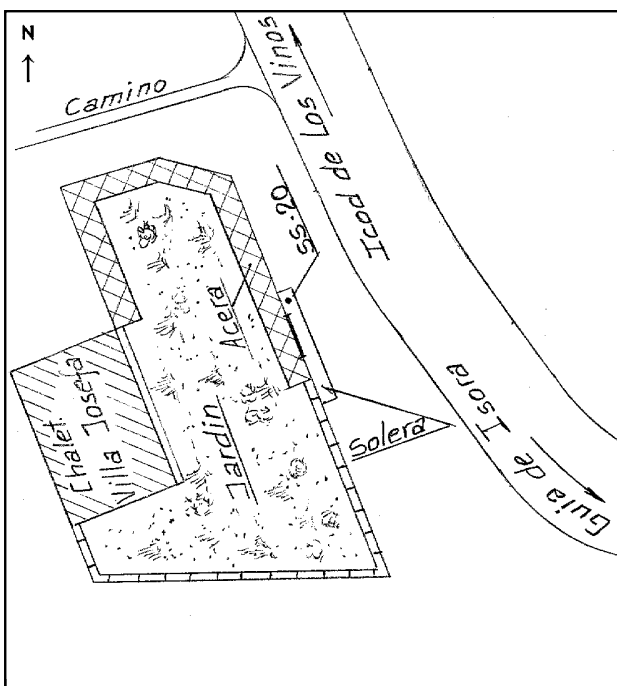 N
Camino
Icod de Los Vinos
SS.20
Acera
Chalet.
Villa Josefa
Jardin
Solera
Guia de Isora